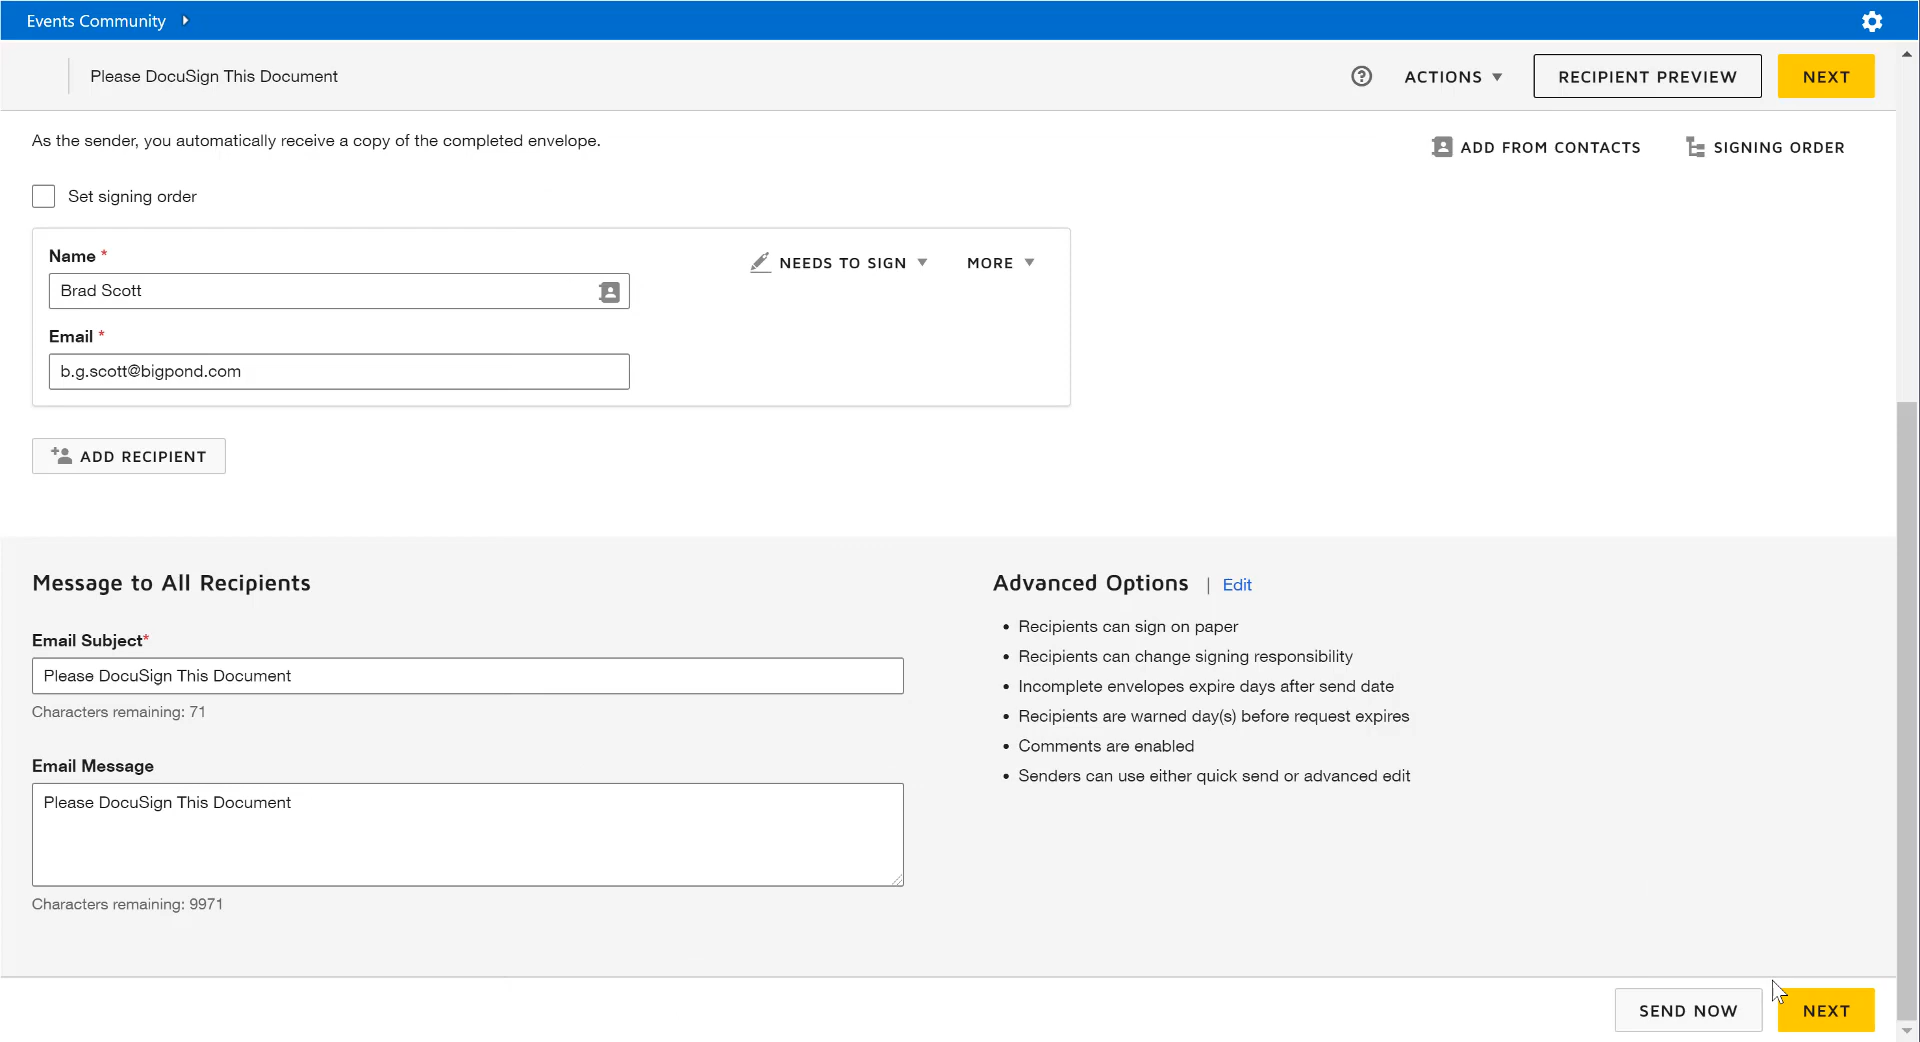 Events Community
Please DocuSign This Document
ACTIONS
RECIPIENT PREVIEW
NEXT
As the sender, you automatically receive a copy of the completed envelope.
ADD FROM CONTACTS
SIGNING ORDER
Set signing order
Name *
NEEDS TO SIGN
MORE
Brad Scott
Email *
b.g.scott@bigpond.com
ADD RECIPIENT
Message to All Recipients
Email Subject*
Please DocuSign This Document
Characters remaining: 71
Email Message
Please DocuSign This Document
Characters remaining: 9971
Advanced Options | Edit
• Recipients can sign on paper
• Recipients can change signing responsibility
• Incomplete envelopes expire days after send date
• Recipients are warned day(s) before request expires
• Comments are enabled
• Senders can use either quick send or advanced edit
SEND NOW
NEXT